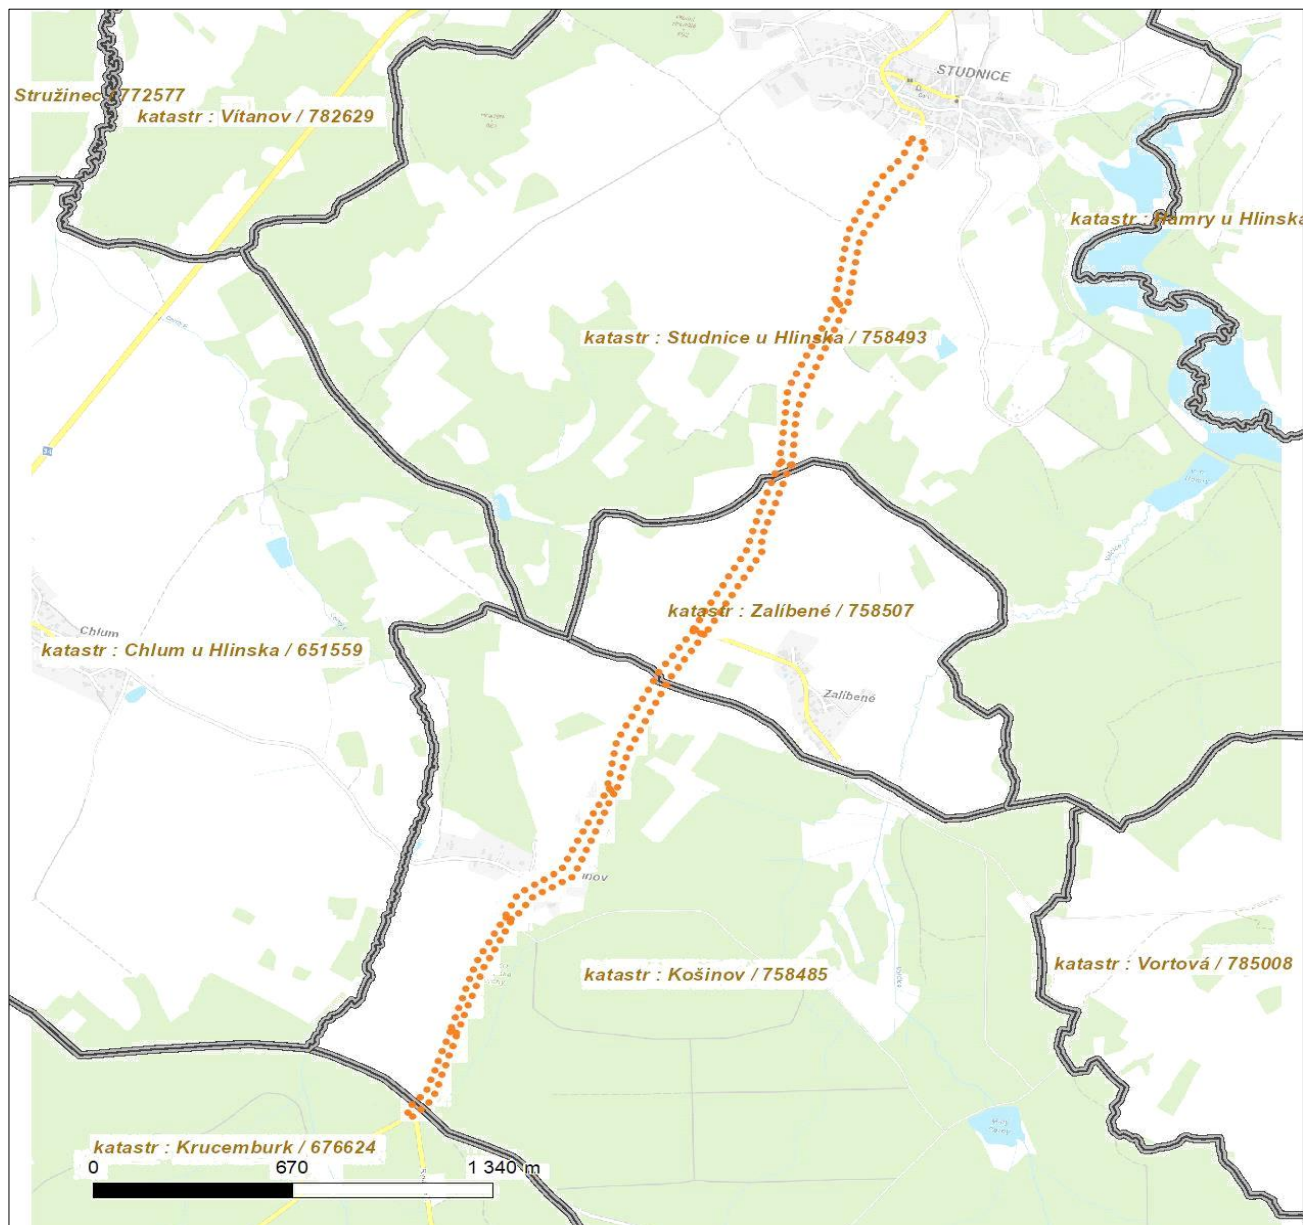 STUDNICE
Stružinec / 772577
katastr : Vítanov / 782629
katastr : Hamry u Hlinska
katastr : Studnice u Hlinska / 758493
katastr : Zalíbené / 758507
Chlum
katastr : Chlum u Hlinska / 651559
Zalíbené
katastr : Košinov / 758485
katastr : Vortová / 785008
katastr : Krucemburk / 676624
0 670 1 340 m